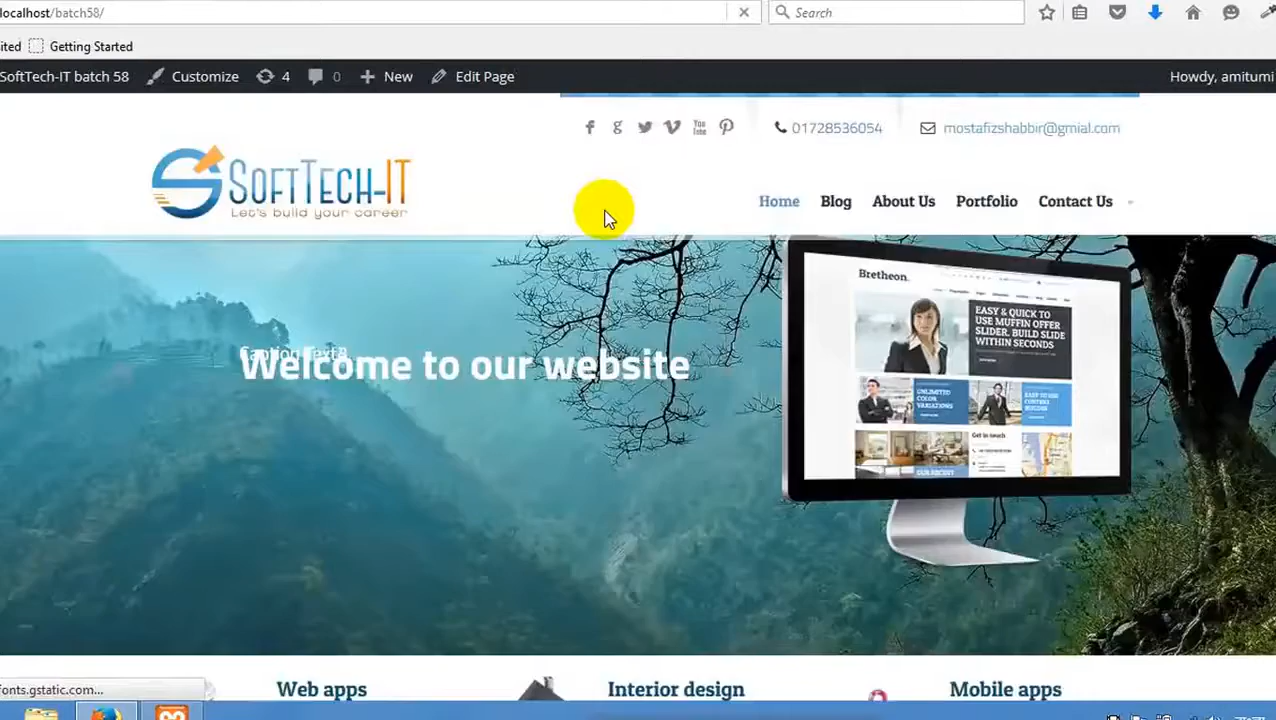 localhost/batch58/
Search
ited Getting Started
SoftTech-IT batch 58 Customize 4 0 New Edit Page Howdy, amitumi
01728536054 mostafizshabbir@gmial.com
SOFTTECH-IT
Let's build your career
Home Blog About Us Portfolio Contact Us
Bretheon.
EASY & QUICK TO
USE MUFFIN OFFER
SLIDER. BUILD SLIDE
WITHIN SECONDS
Welcome to our website
UNLIMITED
COLOR
VARIATIONS
EASY TO USE
CONTENT
BUILDER
Get in touch
OUR RECENT
fonts.gstatic.com...
Web apps Interior design Mobile apps